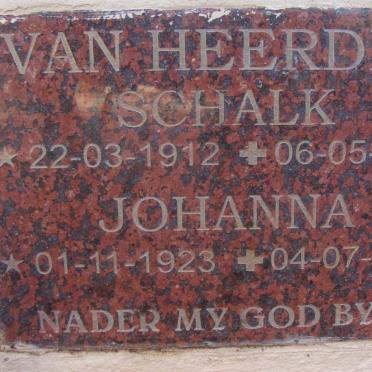 VAN HEERD
SCHALK
★ 22-03-1912 ✚ 06-05-
JOHANNA
★ 01-11-1923 ✚ 04-07-
NADER MY GOD BY